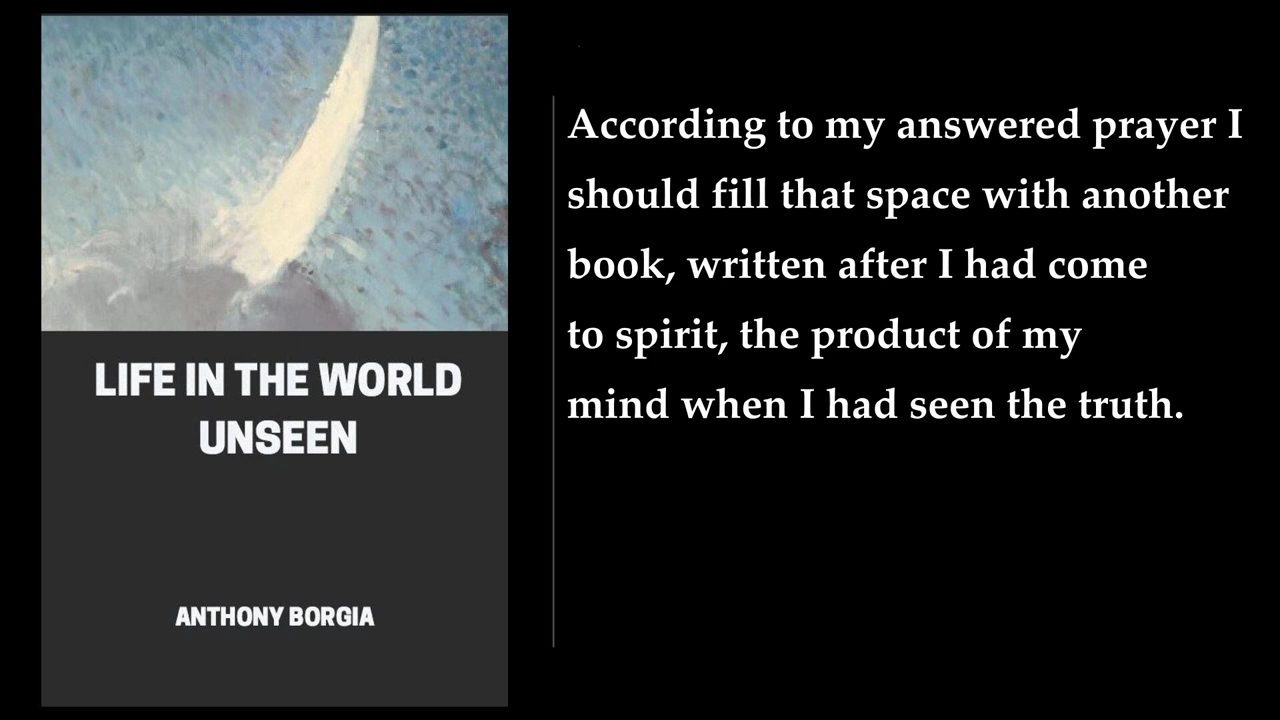 LIFE IN THE WORLD
UNSEEN
ANTHONY BORGIA
According to my answered prayer I
should fill that space with another
book, written after I had come
to spirit, the product of my
mind when I had seen the truth.